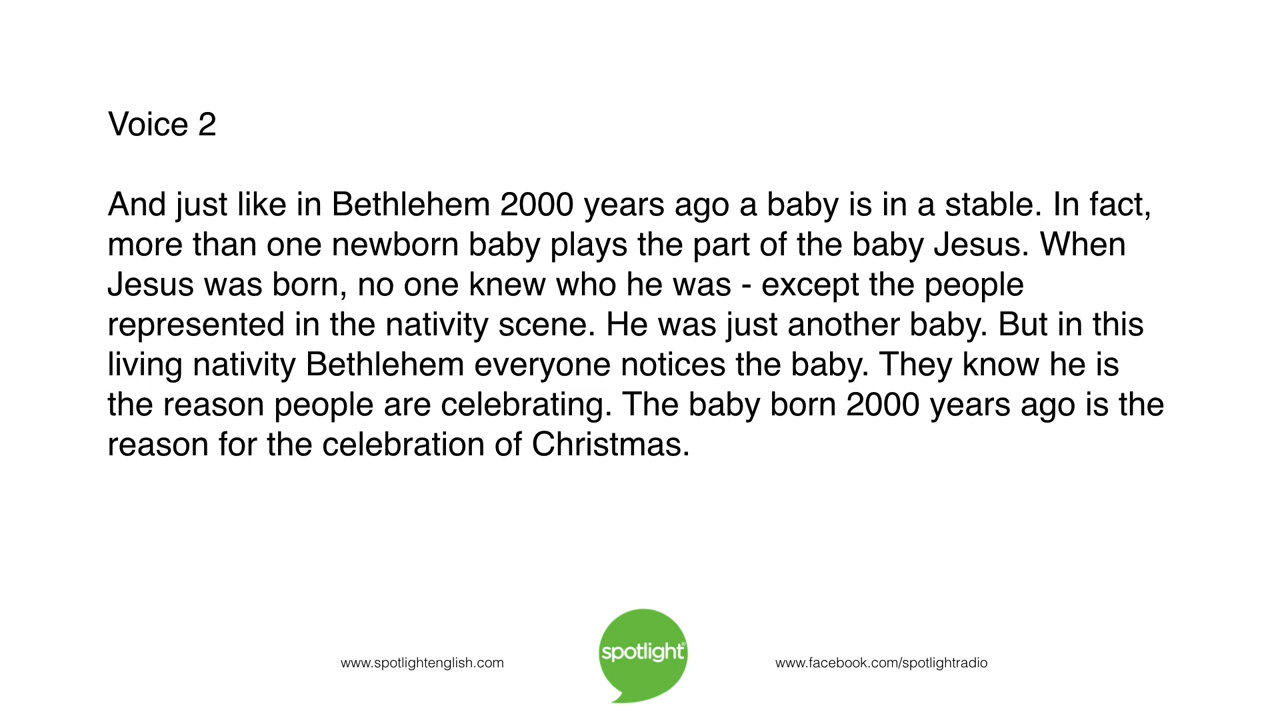 Voice 2
And just like in Bethlehem 2000 years ago a baby is in a stable. In fact,
more than one newborn baby plays the part of the baby Jesus. When
Jesus was born, no one knew who he was - except the people
represented in the nativity scene. He was just another baby. But in this
living nativity Bethlehem everyone notices the baby. They know he is
the reason people are celebrating. The baby born 2000 years ago is the
reason for the celebration of Christmas.
www.spotlightenglish.com
spotlight®
www.facebook.com/spotlightradio